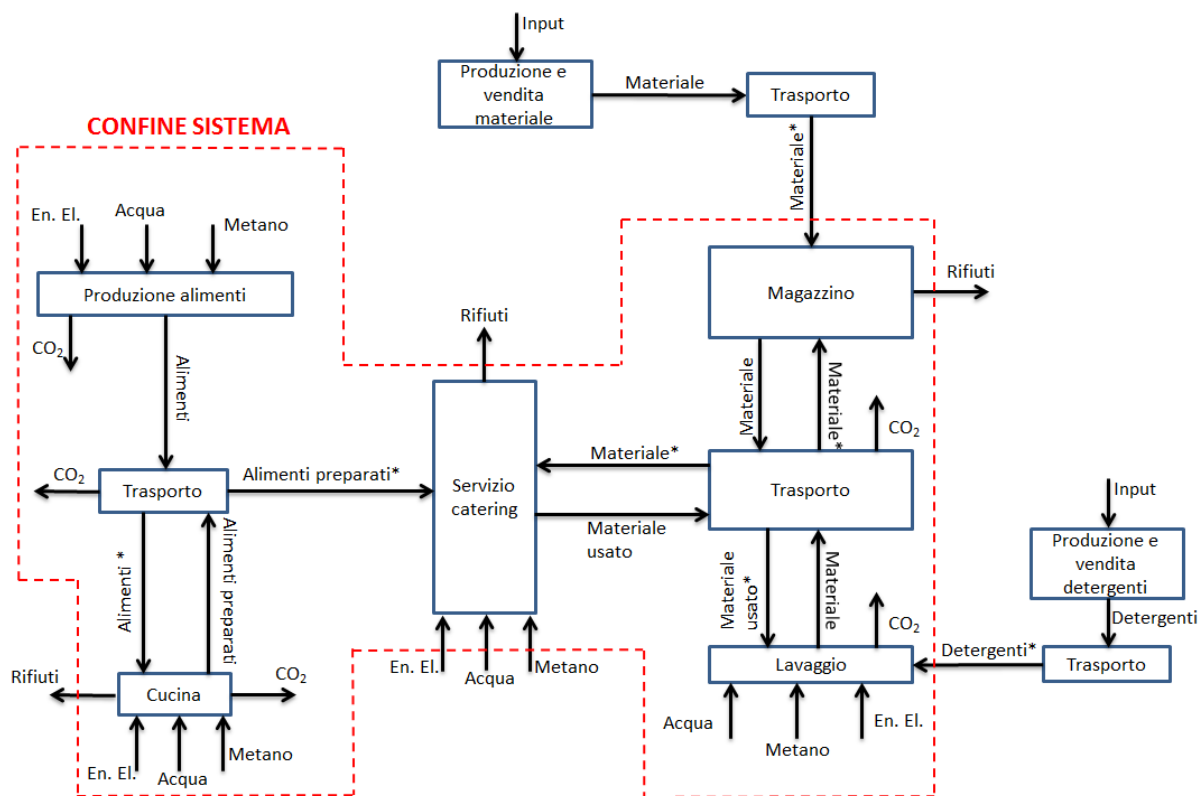 Input
Produzione e
vendita
materiale
Materiale
Trasporto
Materiale*
CONFINE SISTEMA
En. El.
Acqua
Metano
Produzione alimenti
CO2
Alimenti
Magazzino
Rifiuti
Rifiuti
Materiale
Materiale*
CO2
CO2
Trasporto
Alimenti preparati*
Servizio
catering
Materiale*
Materiale
usato
Trasporto
Input
Produzione e
vendita
detergenti
Detergenti
Alimenti *
Alimenti preparati
Materiale
usato*
Materiale
CO2
Detergenti*
Trasporto
Lavaggio
Rifiuti
Cucina
CO2
En. El.
Acqua
Metano
Acqua
Metano
En. El.
En. El.
Acqua
Metano